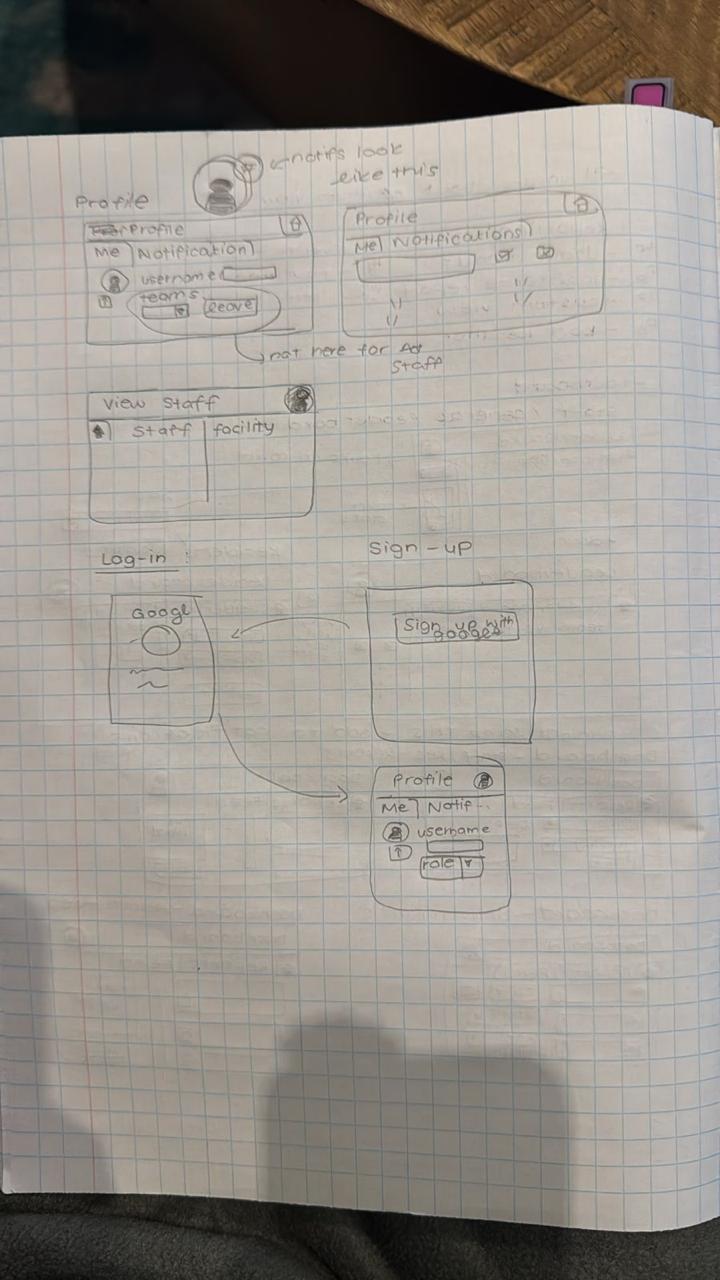 notifs look
like this
Profile
Profile
Me Notification
username
teams
leave
Profile
Me Notifications
not here for
staff
view staff
staff facility
Log-in :
Googl
Sign-up
Sign up with
google
Profile
Me Notif...
username
role